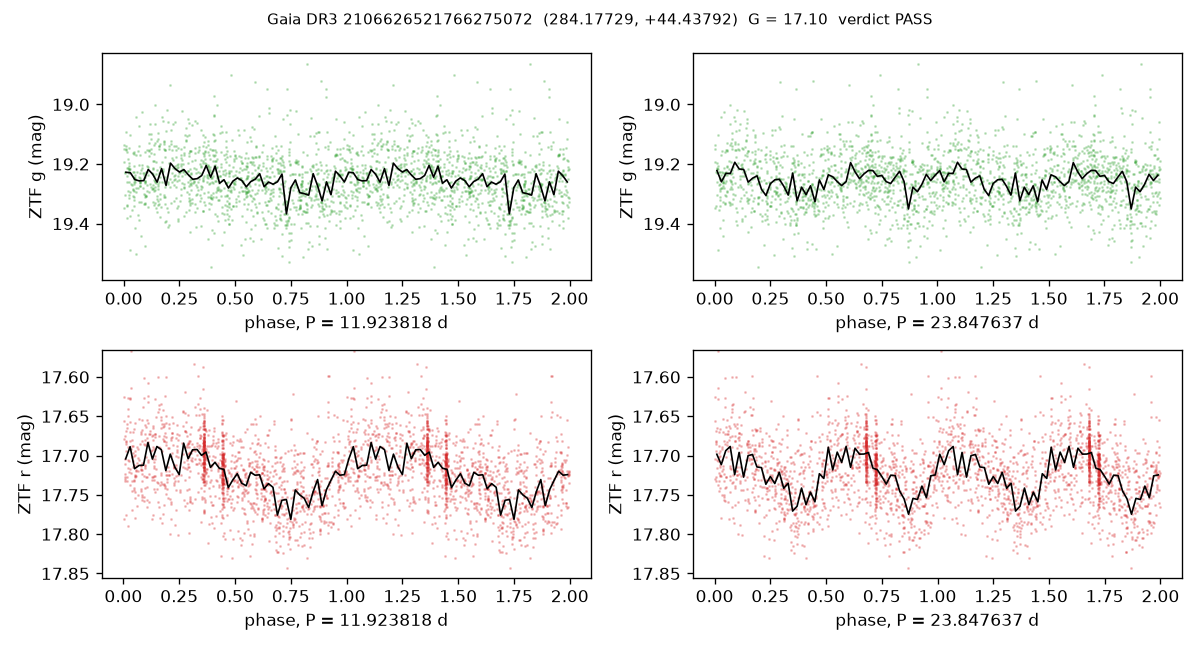 Gaia DR3 2106626521766275072 (284.17729, +44.43792) G = 17.10 verdict PASS
ZTF g (mag)
19.0
19.2
19.4
0.00 0.25 0.50 0.75 1.00 1.25 1.50 1.75 2.00
phase, P = 11.923818 d
ZTF g (mag)
19.0
19.2
19.4
0.00 0.25 0.50 0.75 1.00 1.25 1.50 1.75 2.00
phase, P = 23.847637 d
ZTF r (mag)
17.60
17.65
17.70
17.75
17.80
17.85
0.00 0.25 0.50 0.75 1.00 1.25 1.50 1.75 2.00
phase, P = 11.923818 d
ZTF r (mag)
17.60
17.65
17.70
17.75
17.80
17.85
0.00 0.25 0.50 0.75 1.00 1.25 1.50 1.75 2.00
phase, P = 23.847637 d